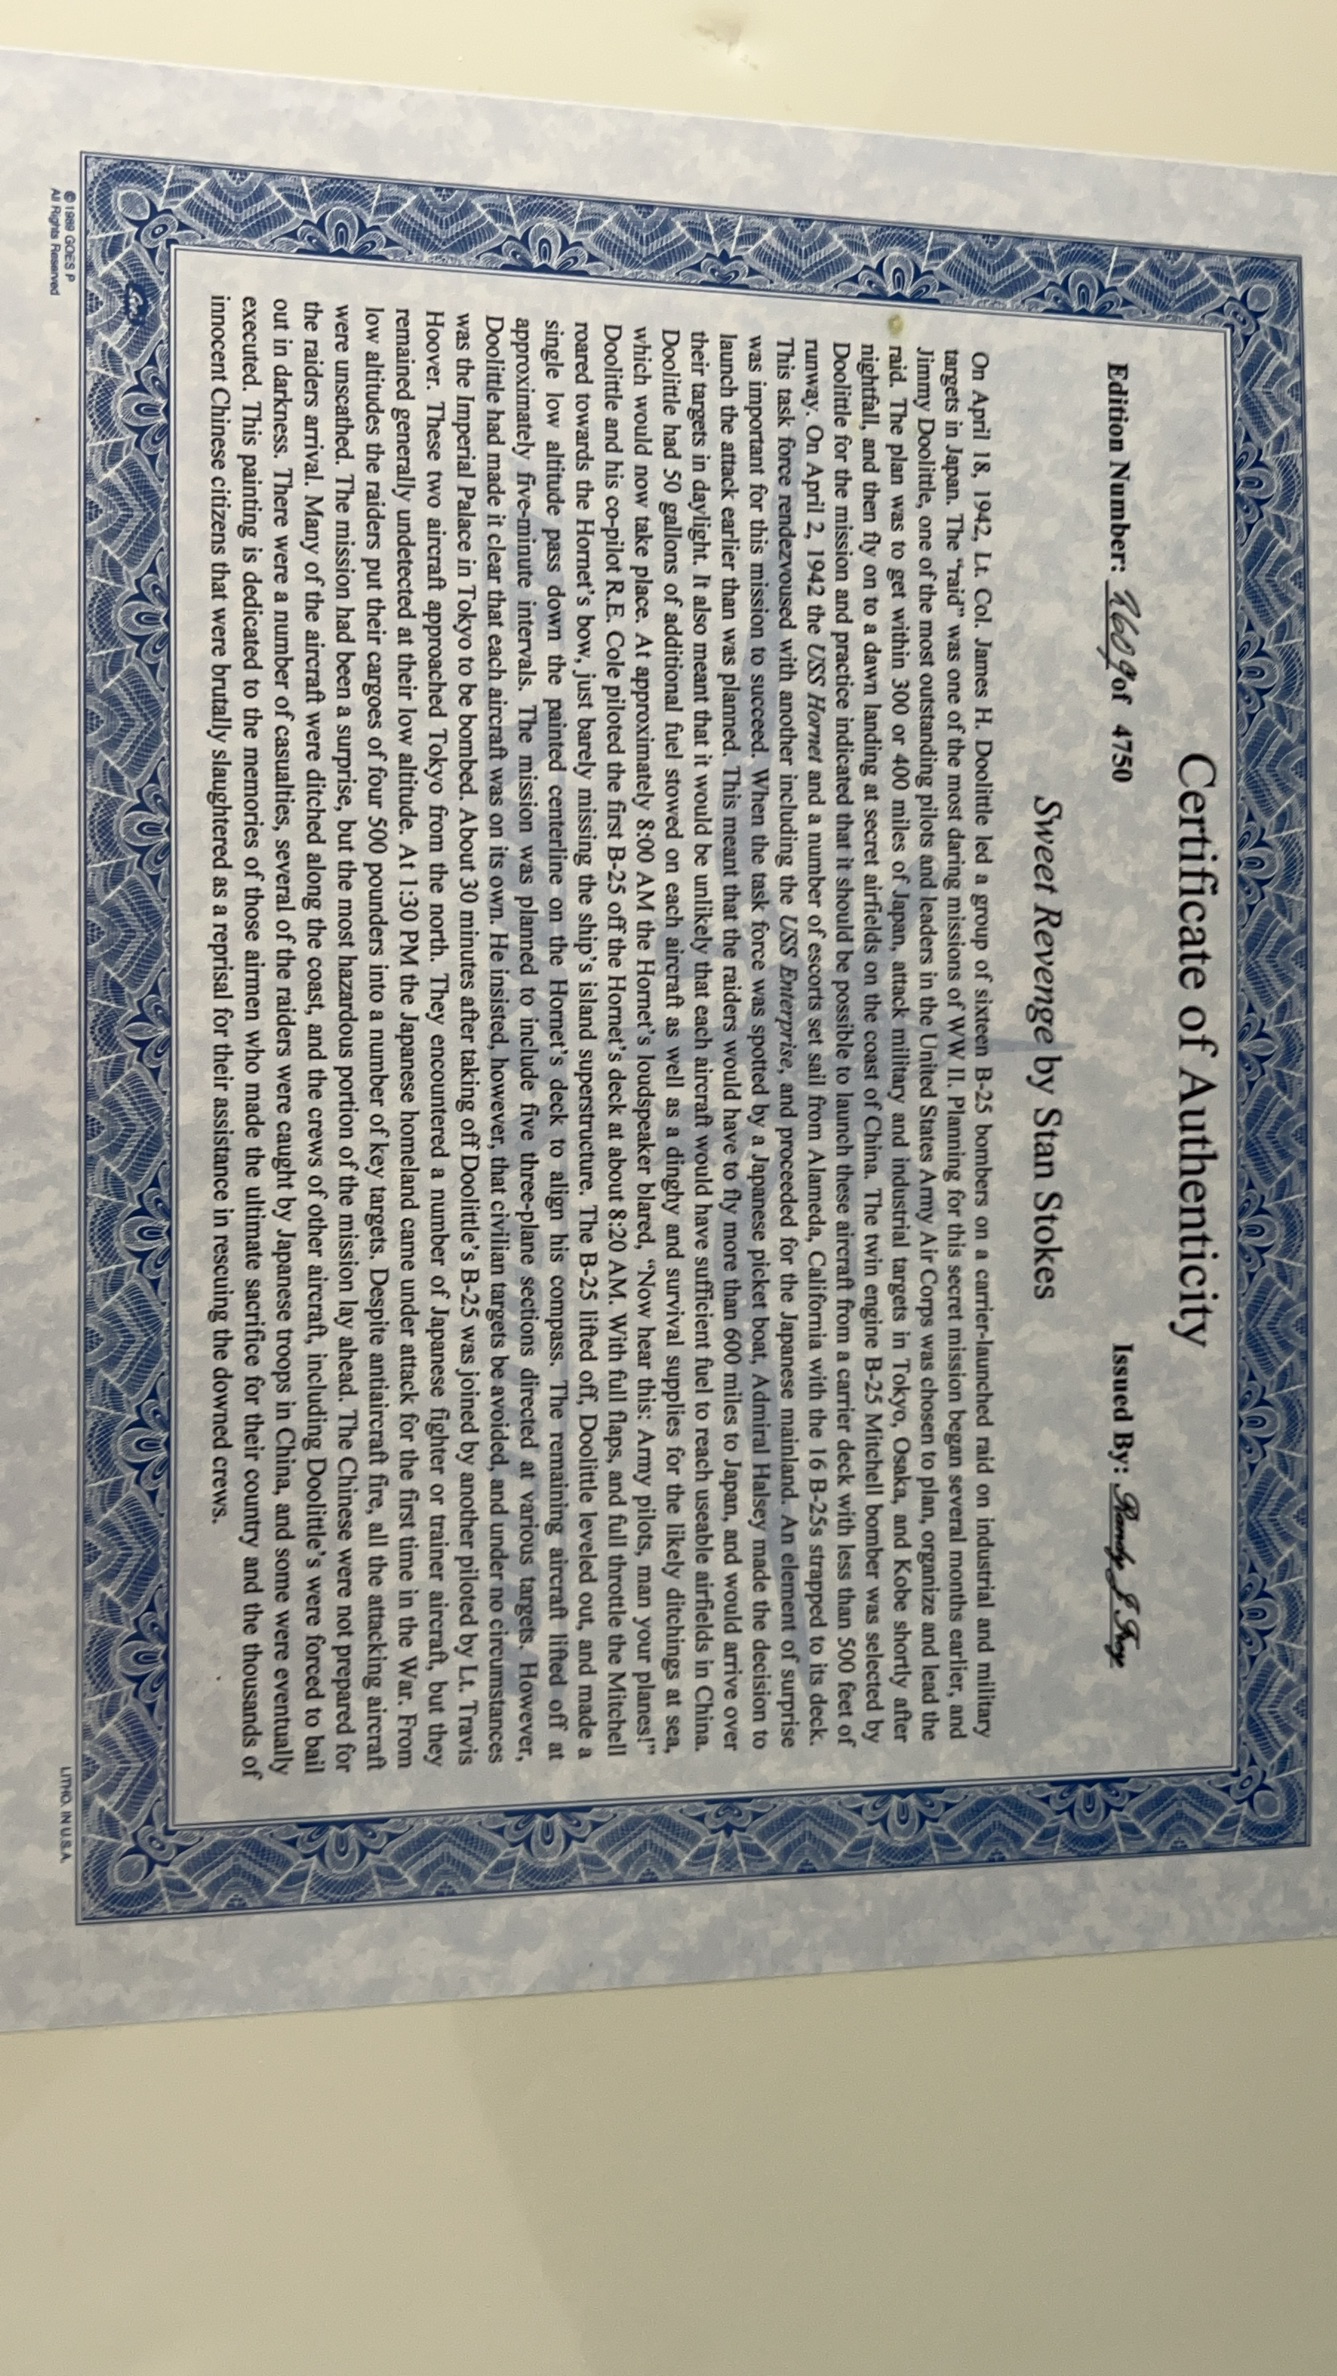 Certificate of Authenticity
Edition Number: of 4750 Issued By: Randy J Troy
Sweet Revenge by Stan Stokes
On April 18, 1942, Lt. Col. James H. Doolittle led a group of sixteen B-25 bombers on a carrier-launched raid on industrial and military
targets in Japan. The "raid" was one of the most daring missions of WW II. Planning for this secret mission began several months earlier, and
Jimmy Doolittle, one of the most outstanding pilots and leaders in the United States Army Air Corps was chosen to plan, organize and lead the
raid. The plan was to get within 300 or 400 miles of Japan, attack military and industrial targets in Tokyo, Osaka, and Kobe shortly after
nightfall, and then fly on to a dawn landing at secret airfields on the coast of China. The twin engine B-25 Mitchell bomber was selected by
Doolittle for the mission and practice indicated that it should be possible to launch these aircraft from a carrier deck with less than 500 feet of
runway. On April 2, 1942 the USS Hornet and a number of escorts set sail from Alameda, California with the 16 B-25s strapped to its deck.
This task force rendezvoused with another including the USS Enterprise, and proceeded for the Japanese mainland. An element of surprise
was important for this mission to succeed. When the task force was spotted by a Japanese picket boat, Admiral Halsey made the decision to
launch the attack earlier than was planned. This meant that the raiders would have to fly more than 600 miles to Japan, and would arrive over
their targets in daylight. It also meant that it would be unlikely that each aircraft would have sufficient fuel to reach useable airfields in China.
Doolittle had 50 gallons of additional fuel stowed on each aircraft as well as a dinghy and survival supplies for the likely ditchings at sea,
which would now take place. At approximately 8:00 AM the Hornet's loudspeaker blared, "Now hear this: Army pilots, man your planes!"
Doolittle and his co-pilot R.E. Cole piloted the first B-25 off the Hornet's deck at about 8:20 AM. With full flaps, and full throttle the Mitchell
roared towards the Hornet's bow, just barely missing the ship's island superstructure. The B-25 lifted off, Doolittle leveled out, and made a
single low altitude pass down the painted centerline on the Hornet's deck to align his compass. The remaining aircraft lifted off at
approximately five-minute intervals. The mission was planned to include five three-plane sections directed at various targets. However,
Doolittle had made it clear that each aircraft was on its own. He insisted, however, that civilian targets be avoided, and under no circumstances
was the Imperial Palace in Tokyo to be bombed. About 30 minutes after taking off Doolittle's B-25 was joined by another piloted by Lt. Travis
Hoover. These two aircraft approached Tokyo from the north. They encountered a number of Japanese fighter or trainer aircraft, but they
remained generally undetected at their low altitude. At 1:30 PM the Japanese homeland came under attack for the first time in the War. From
low altitudes the raiders put their cargoes of four 500 pounders into a number of key targets. Despite antiaircraft fire, all the attacking aircraft
were unscathed. The mission had been a surprise, but the most hazardous portion of the mission lay ahead. The Chinese were not prepared for
the raiders arrival. Many of the aircraft were ditched along the coast, and the crews of other aircraft, including Doolittle's were forced to bail
out in darkness. There were a number of casualties, several of the raiders were caught by Japanese troops in China, and some were eventually
executed. This painting is dedicated to the memories of those airmen who made the ultimate sacrifice for their country and the thousands of
innocent Chinese citizens that were brutally slaughtered as a reprisal for their assistance in rescuing the downed crews.
© 1989 GOES P
All Rights Reserved
LITHO. IN U.S.A.